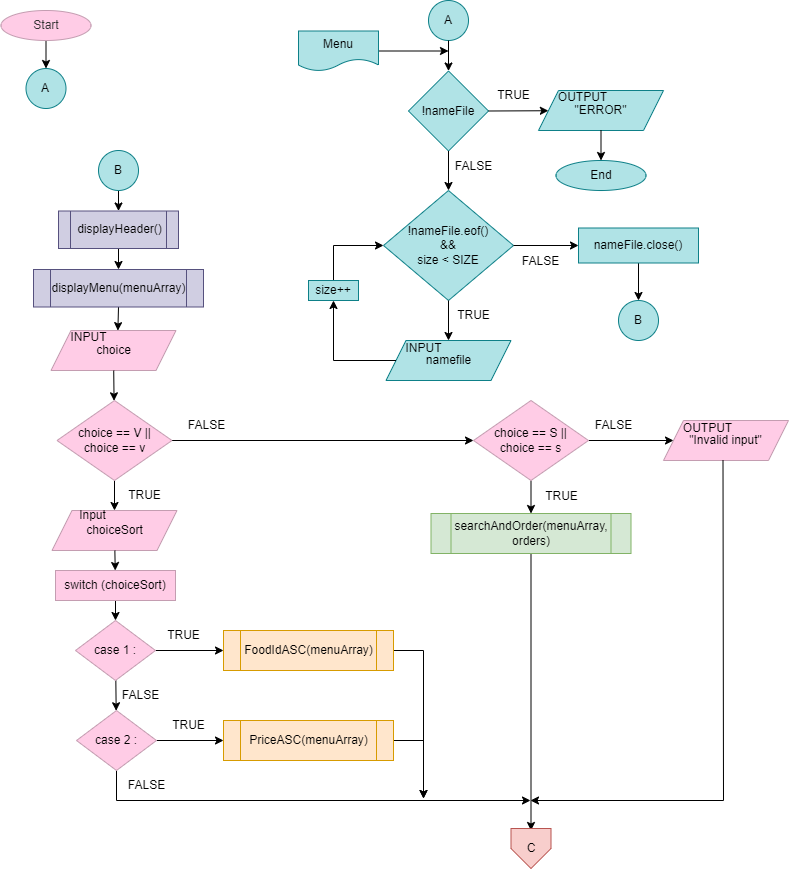 Start
A
A
Menu
!nameFile
TRUE
OUTPUT
"ERROR"
End
FALSE
!nameFile.eof()
&&
size < SIZE
FALSE
nameFile.close()
B
size++
TRUE
INPUT
namefile
B
displayHeader()
displayMenu(menuArray)
INPUT
choice
choice == V ||
choice == v
FALSE
choice == S ||
choice == s
FALSE
OUTPUT
"Invalid input"
TRUE
TRUE
Input
choiceSort
searchAndOrder(menuArray,
orders)
switch (choiceSort)
case 1 :
TRUE
FoodIdASC(menuArray)
FALSE
case 2 :
TRUE
PriceASC(menuArray)
FALSE
C